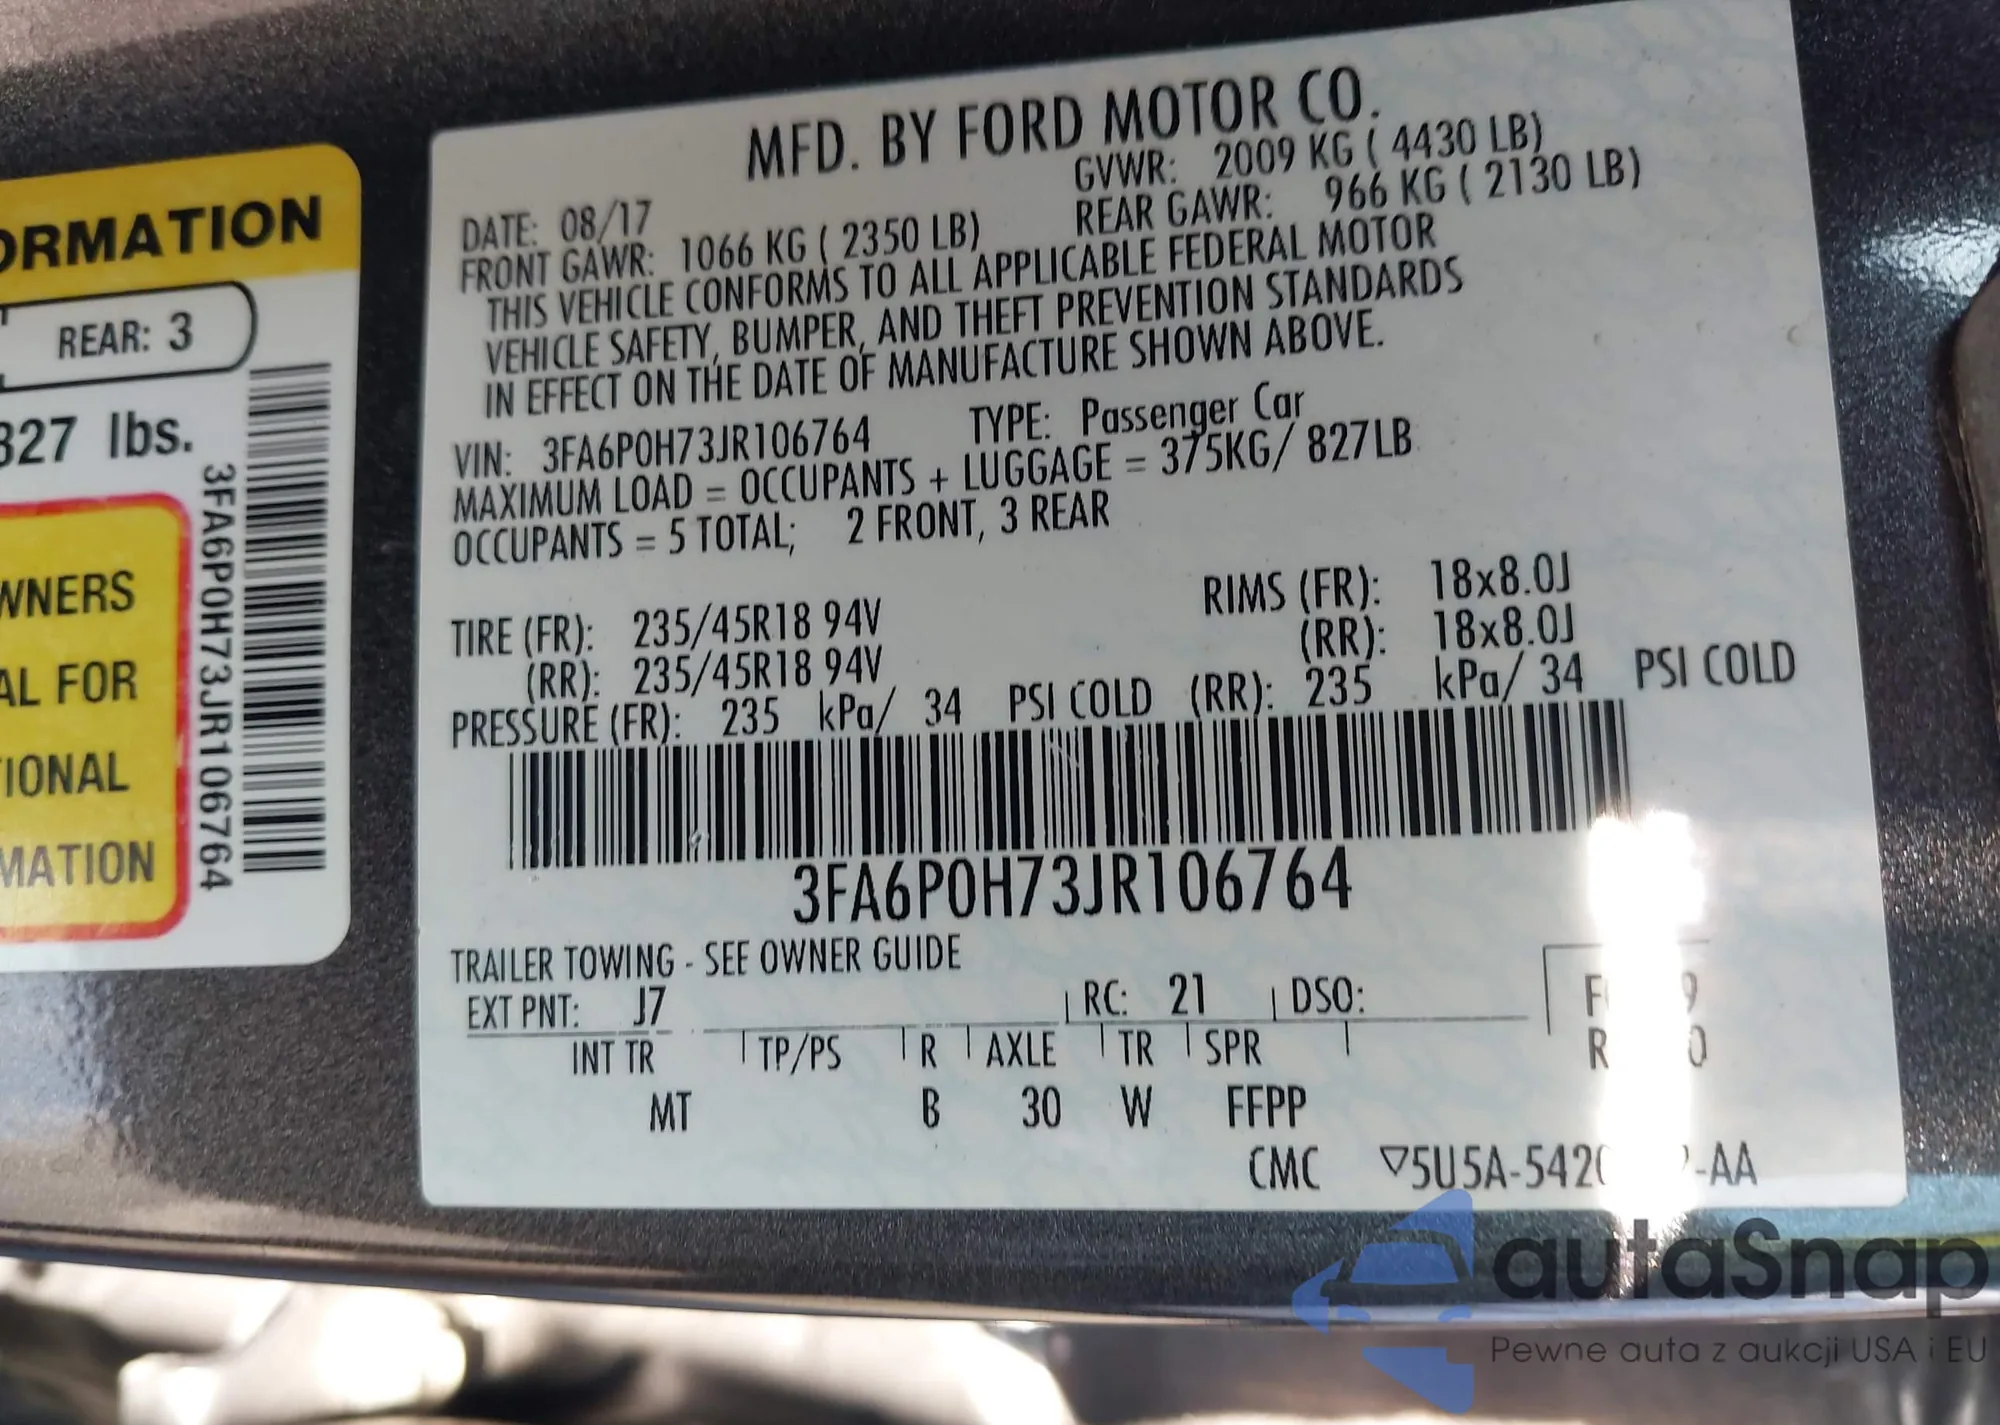 ORMATION
REAR: 3
827 lbs.
WNERS
AL FOR
IONAL
MATION
3FA6P0H73JR106764
MFD. BY FORD MOTOR CO.
DATE: 08/17 GVWR: 2009 KG ( 4430 LB)
FRONT GAWR: 1066 KG ( 2350 LB) REAR GAWR: 966 KG ( 2130 LB)
THIS VEHICLE CONFORMS TO ALL APPLICABLE FEDERAL MOTOR
VEHICLE SAFETY, BUMPER, AND THEFT PREVENTION STANDARDS
IN EFFECT ON THE DATE OF MANUFACTURE SHOWN ABOVE.
VIN: 3FA6P0H73JR106764 TYPE: Passenger Car
MAXIMUM LOAD = OCCUPANTS + LUGGAGE = 375KG/ 827LB
OCCUPANTS = 5 TOTAL; 2 FRONT, 3 REAR
TIRE (FR): 235/45R18 94V RIMS (FR): 18x8.0J
(RR): 235/45R18 94V (RR): 18x8.0J
PRESSURE (FR): 235 kPa/ 34 PSI COLD (RR): 235 kPa/ 34 PSI COLD
3FA6P0H73JR106764
TRAILER TOWING - SEE OWNER GUIDE
EXT PNT: J7 RC: 21 DSO:
INT TR TP/PS R AXLE TR SPR
MT B 30 W FFPP
CMC ▽5U5A-542
-AA
autaSnap
Pewne auta z aukcji USA i EU